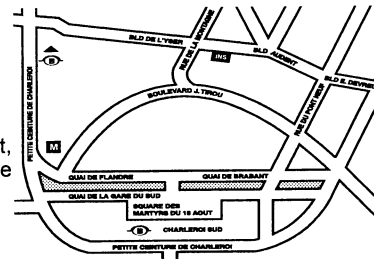 BLD DE L'YSER
RUE DE LA MONTAGNE
INS
BLD AUDENT
BLD E. DEVREU
PETITE CEINTURE DE CHARLEROI
BOULEVARD J. TIROU
RUE DU PONT NEUF
M
t,
e
QUAI DE FLANDRE
QUAI DE BRABANT
QUAI DE LA GARE DU SUD
SQUARE DES
MARTYRS DU 18 AOUT
B
CHARLEROI SUD
PETITE CEINTURE DE CHARLEROI